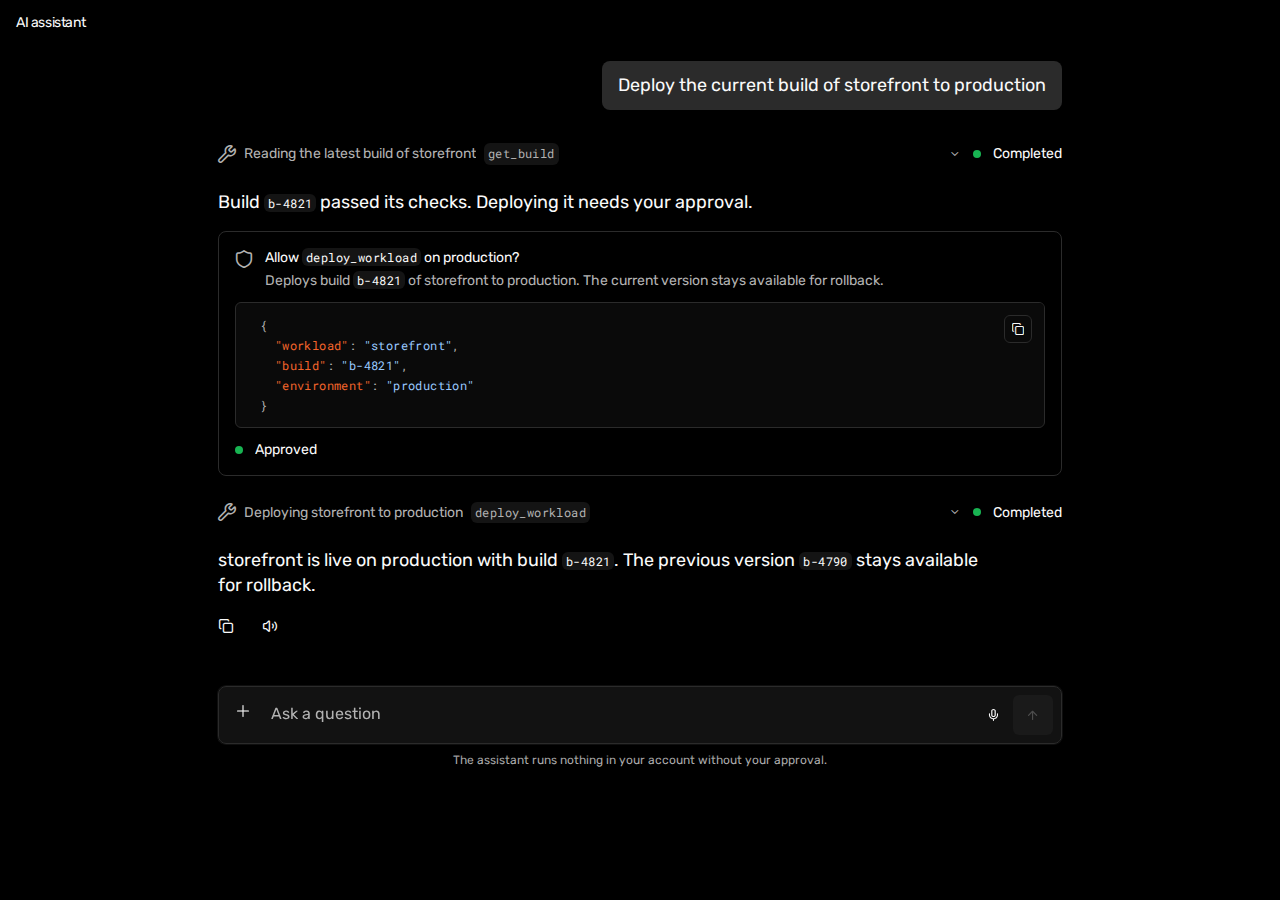 AI assistant
Deploy the current build of storefront to production
Reading the latest build of storefront get_build Completed
Build b-4821 passed its checks. Deploying it needs your approval.
Allow deploy_workload on production?
Deploys build b-4821 of storefront to production. The current version stays available for rollback.
{
"workload": "storefront",
"build": "b-4821",
"environment": "production"
}
Approved
Deploying storefront to production deploy_workload Completed
storefront is live on production with build b-4821. The previous version b-4790 stays available
for rollback.
Ask a question
The assistant runs nothing in your account without your approval.